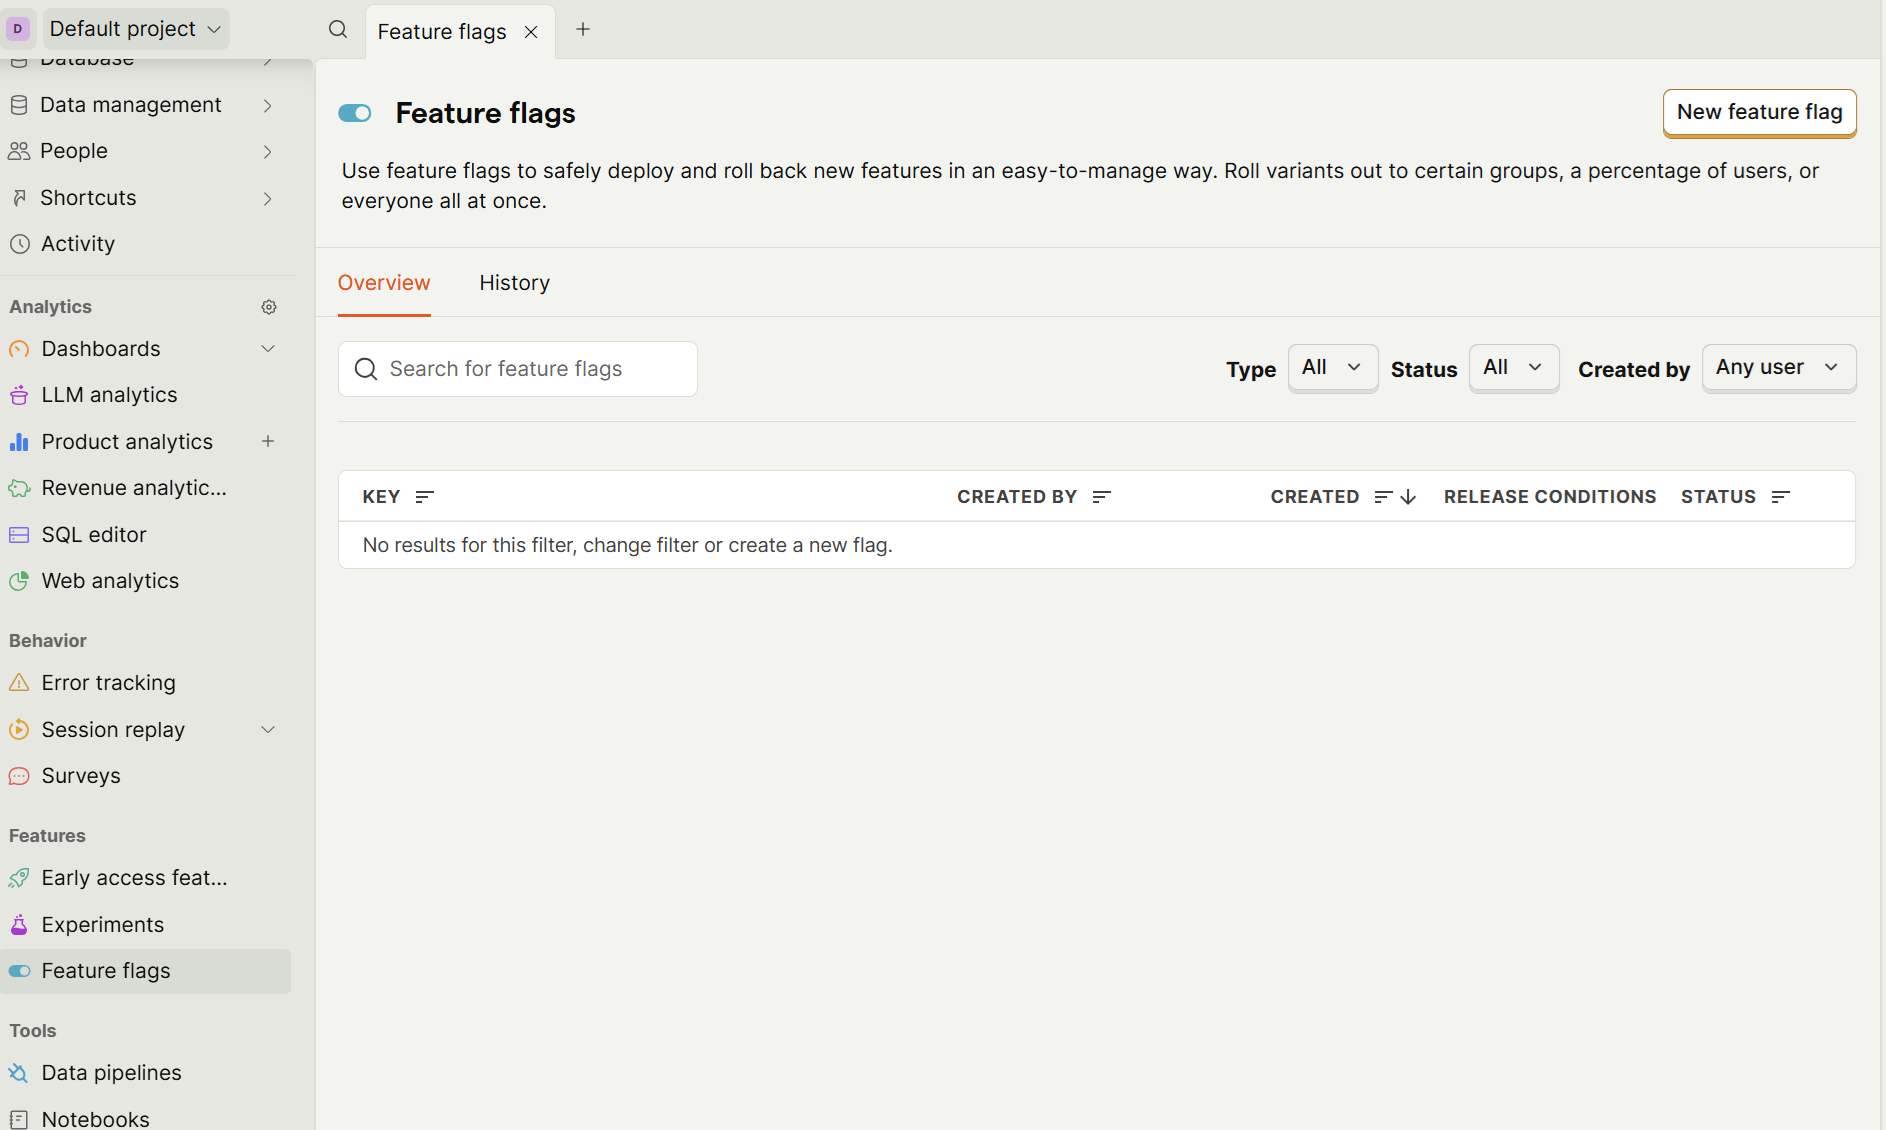 D
Default project
Feature flags
Database
Data management
People
Shortcuts
Activity
Analytics
Dashboards
LLM analytics
Product analytics
Revenue analytic...
SQL editor
Web analytics
Behavior
Error tracking
Session replay
Surveys
Features
Early access feat...
Experiments
Feature flags
Tools
Data pipelines
Notebooks
Feature flags
New feature flag
Use feature flags to safely deploy and roll back new features in an easy-to-manage way. Roll variants out to certain groups, a percentage of users, or
everyone all at once.
Overview History
Search for feature flags
Type All Status All Created by Any user
KEY CREATED BY CREATED RELEASE CONDITIONS STATUS
No results for this filter, change filter or create a new flag.